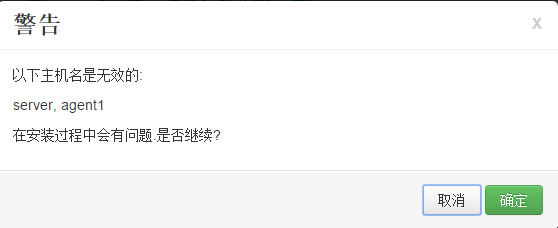 警告
x
以下主机名是无效的:
server, agent1
在安装过程中会有问题.是否继续?
取消 确定